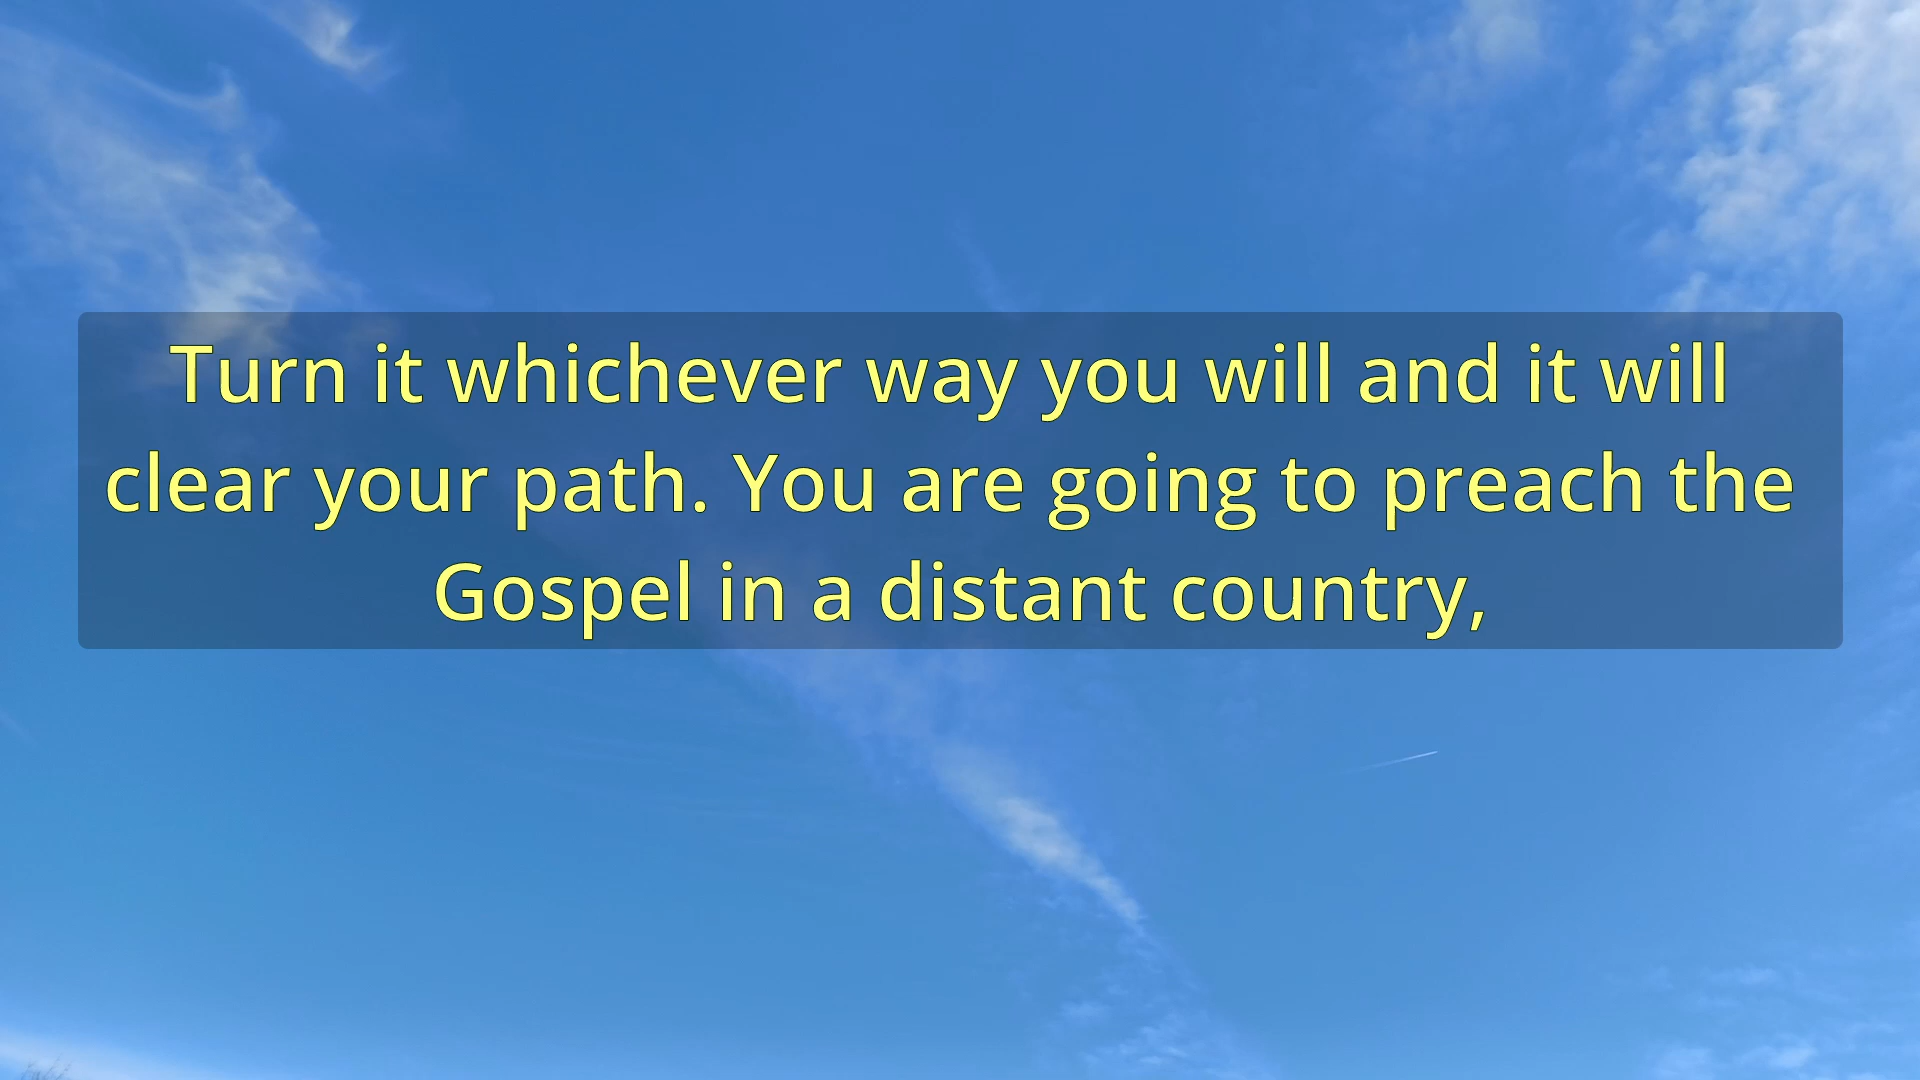 Turn it whichever way you will and it will
clear your path. You are going to preach the
Gospel in a distant country,